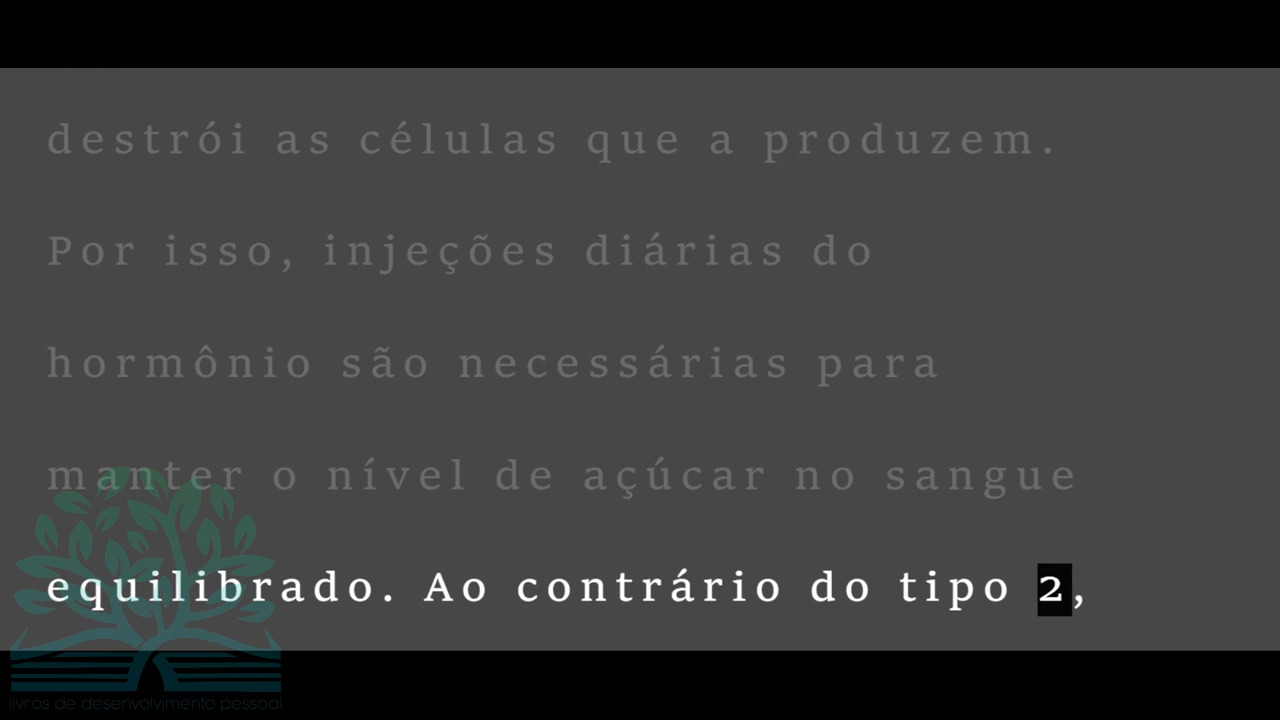 destrói as células que a produzem.
Por isso, injeções diárias do
hormônio são necessárias para
manter o nível de açúcar no sangue
equilibrado. Ao contrário do tipo 2,
livros de desenvolvimento pessoal